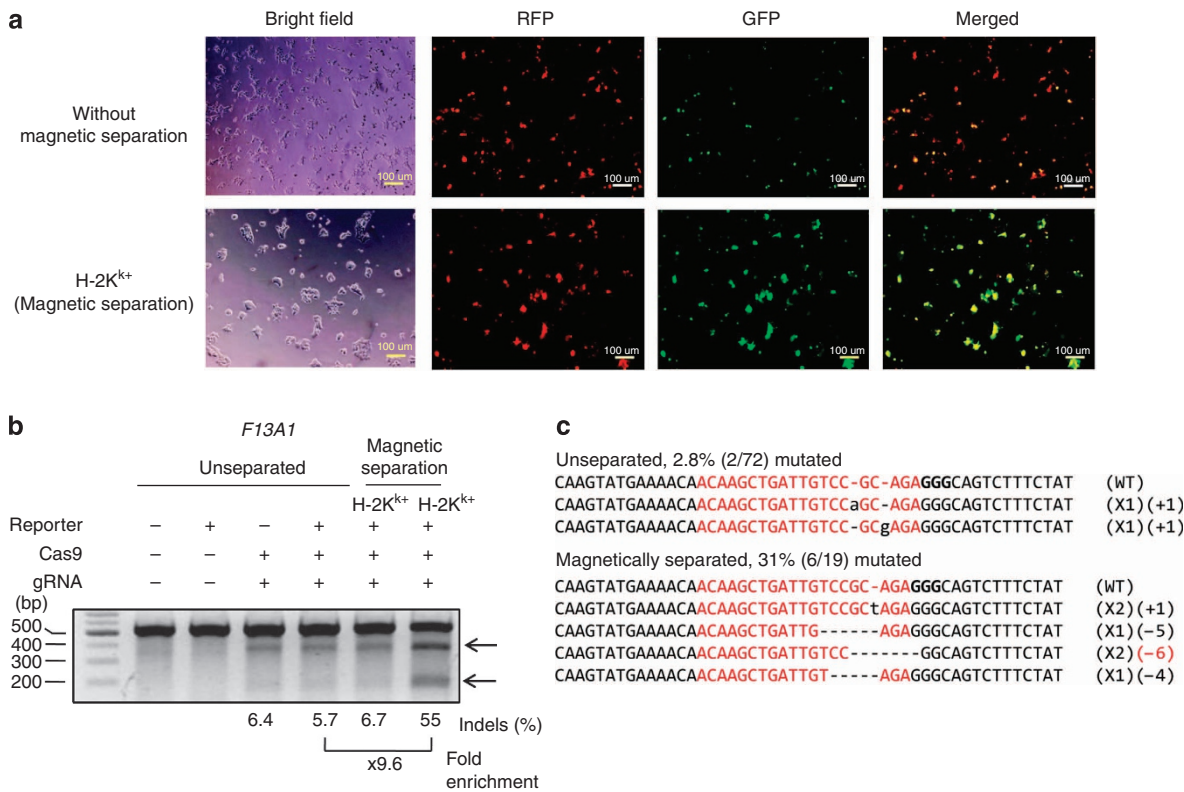 a
Bright field RFP GFP Merged
Without
magnetic separation
100 um 100 um 100 um 100 um
H-2Kk+
(Magnetic separation)
100 um 100 um 100 um 100 um
b
F13A1
Unseparated
Magnetic
separation
H-2Kk+ H-2Kk+
Reporter – + – + + +
Cas9 – – + + + +
gRNA – – + + + +
(bp)
500
400
300
200
6.4 5.7 6.7 55 Indels (%)
x9.6
Fold
enrichment
c
Unseparated, 2.8% (2/72) mutated
CAAGTATGAAAACAACAAGCTGATTGTCC-GC-AGAGGGCAGTCTTTCTAT (WT)
CAAGTATGAAAACAACAAGCTGATTGTCCaGC-AGAGGGCAGTCTTTCTAT (X1)(+1)
CAAGTATGAAAACAACAAGCTGATTGTCC-GCgAGAGGGCAGTCTTTCTAT (X1)(+1)
Magnetically separated, 31% (6/19) mutated
CAAGTATGAAAACAACAAGCTGATTGTCCGC-AGAGGGCAGTCTTTCTAT (WT)
CAAGTATGAAAACAACAAGCTGATTGTCCGCtAGAGGGCAGTCTTTCTAT (X2)(+1)
CAAGTATGAAAACAACAAGCTGATTG------AGAGGGCAGTCTTTCTAT (X1)(–5)
CAAGTATGAAAACAACAAGCTGATTGTCC-------GGCAGTCTTTCTAT (X2)(–6)
CAAGTATGAAAACAACAAGCTGATTGT-----AGAGGGCAGTCTTTCTAT (X1)(–4)